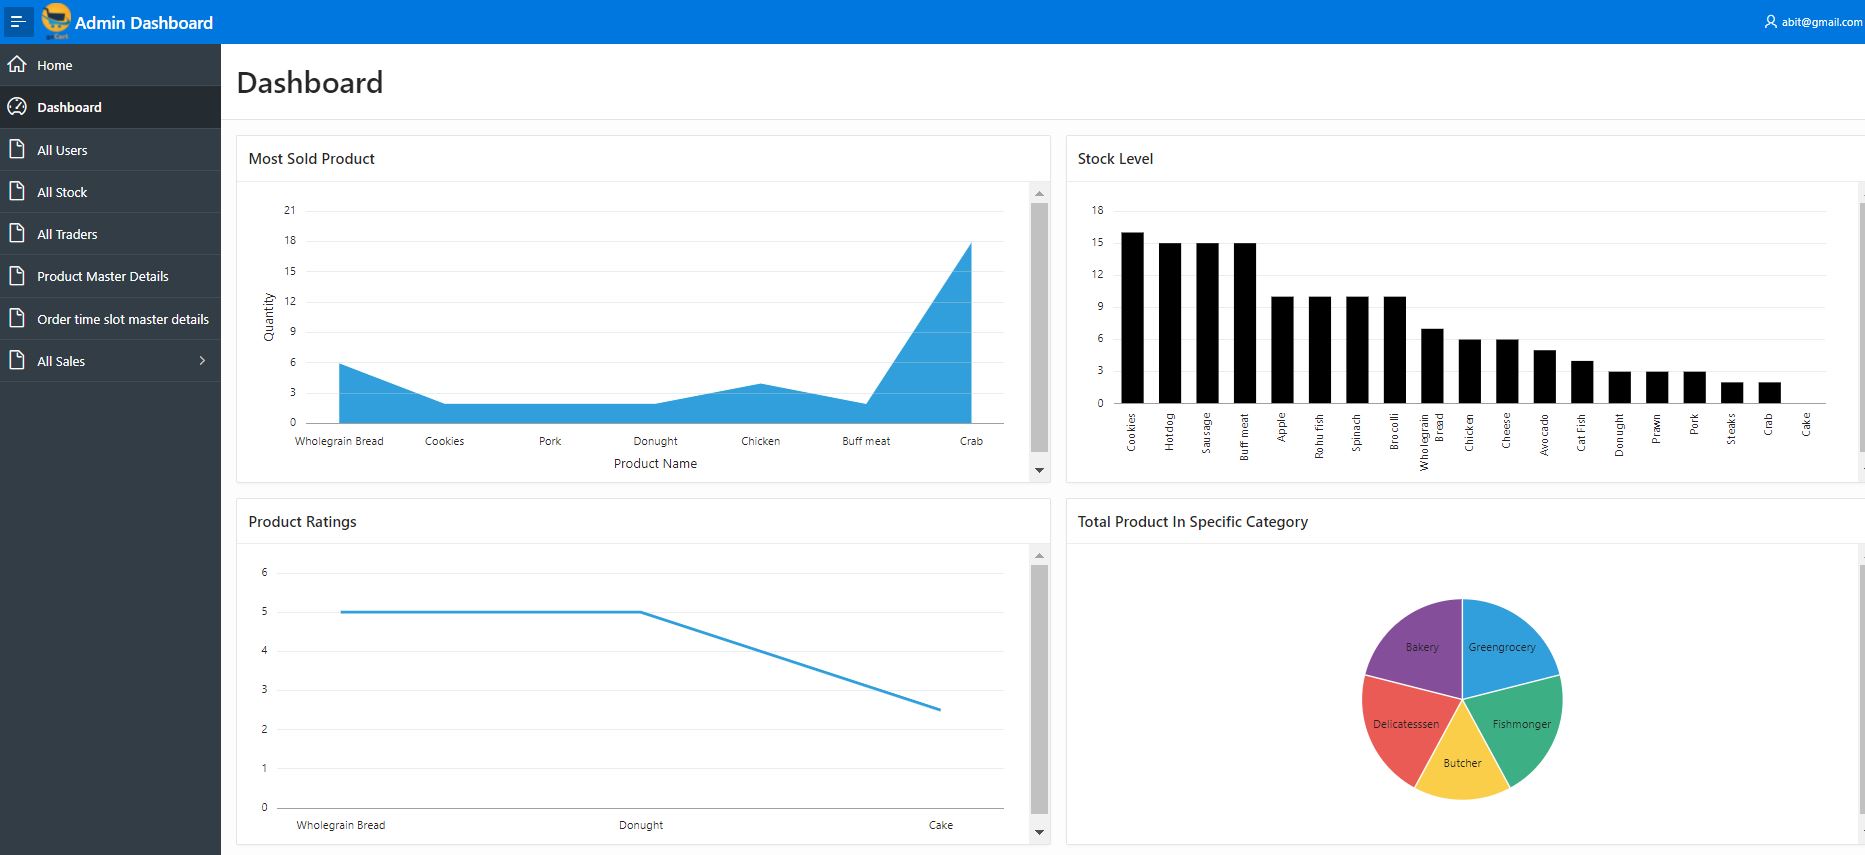 Admin Dashboard
abit@gmail.com
Home
Dashboard
All Users
All Stock
All Traders
Product Master Details
Order time slot master details
All Sales
Dashboard
Most Sold Product
21
18
15
12
9
6
3
0
Quantity
Wholegrain Bread Cookies Pork Donught Chicken Buff meat Crab
Product Name
Stock Level
18
15
12
9
6
3
0
Cookies
Hotdog
Sausage
Buff meat
Apple
Rohu fish
Spinach
Brocolli
Wholegrain
Bread
Chicken
Cheese
Avocado
Cat Fish
Donught
Prawn
Pork
Steaks
Crab
Cake
Product Ratings
6
5
4
3
2
1
0
Wholegrain Bread Donught Cake
Total Product In Specific Category
Bakery Greengrocery
Delicatesssen Fishmonger
Butcher